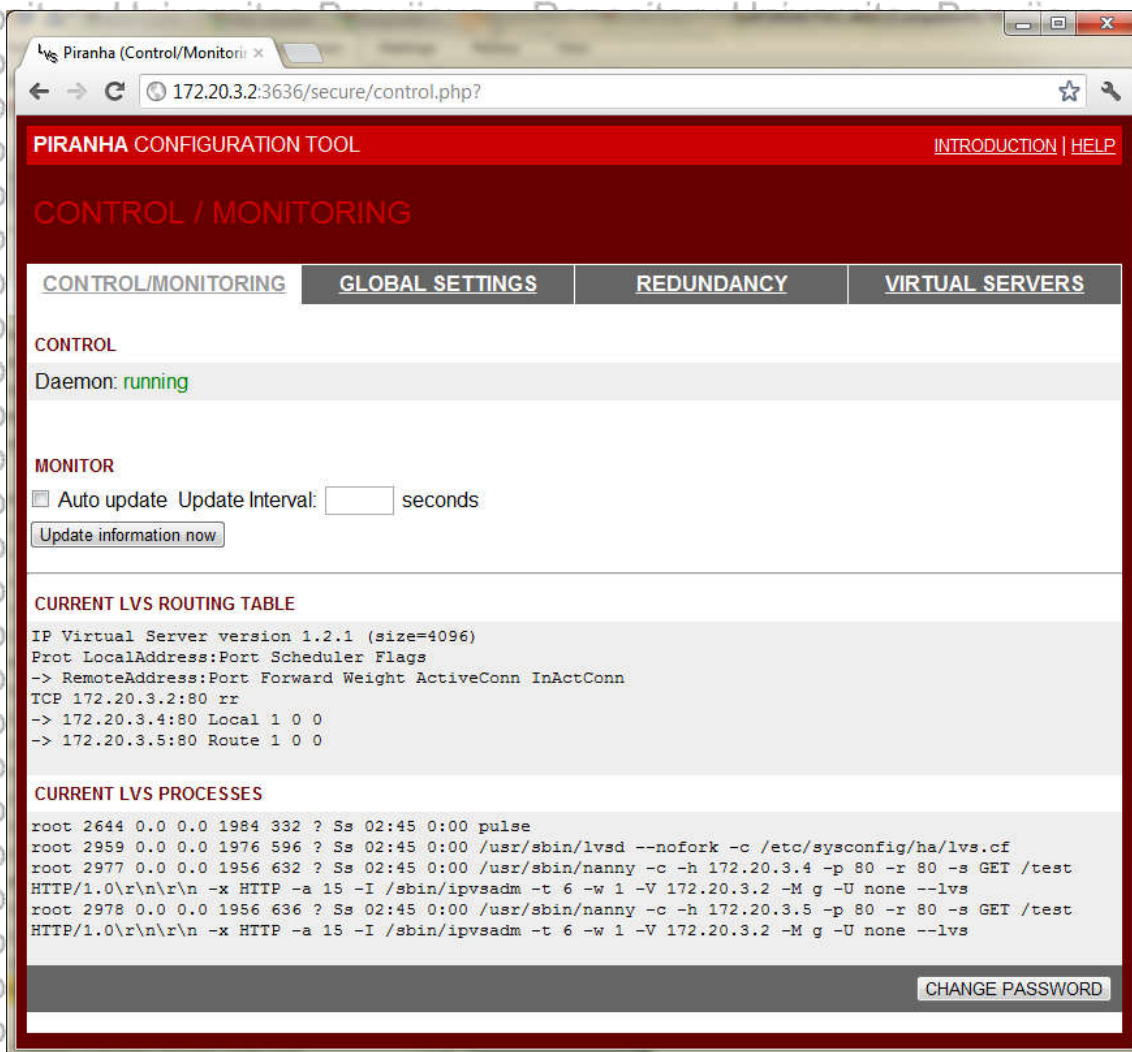 Piranha (Control/Monitorin
172.20.3.2:3636/secure/control.php?
PIRANHA CONFIGURATION TOOL
INTRODUCTION | HELP
CONTROL / MONITORING
CONTROL/MONITORING
GLOBAL SETTINGS
REDUNDANCY
VIRTUAL SERVERS
CONTROL
Daemon: running
MONITOR
Auto update Update Interval: seconds
Update information now
CURRENT LVS ROUTING TABLE
IP Virtual Server version 1.2.1 (size=4096)
Prot LocalAddress:Port Scheduler Flags
-> RemoteAddress:Port Forward Weight ActiveConn InActConn
TCP 172.20.3.2:80 rr
-> 172.20.3.4:80 Local 1 0 0
-> 172.20.3.5:80 Route 1 0 0
CURRENT LVS PROCESSES
root 2644 0.0 0.0 1984 332 ? Ss 02:45 0:00 pulse
root 2959 0.0 0.0 1976 596 ? Ss 02:45 0:00 /usr/sbin/lvsd --nofork -c /etc/sysconfig/ha/lvs.cf
root 2977 0.0 0.0 1956 632 ? Ss 02:45 0:00 /usr/sbin/nanny -c -h 172.20.3.4 -p 80 -r 80 -s GET /test
HTTP/1.0\r\n\r\n -x HTTP -a 15 -I /sbin/ipvsadm -t 6 -w 1 -V 172.20.3.2 -M g -U none --lvs
root 2978 0.0 0.0 1956 636 ? Ss 02:45 0:00 /usr/sbin/nanny -c -h 172.20.3.5 -p 80 -r 80 -s GET /test
HTTP/1.0\r\n\r\n -x HTTP -a 15 -I /sbin/ipvsadm -t 6 -w 1 -V 172.20.3.2 -M g -U none --lvs
CHANGE PASSWORD